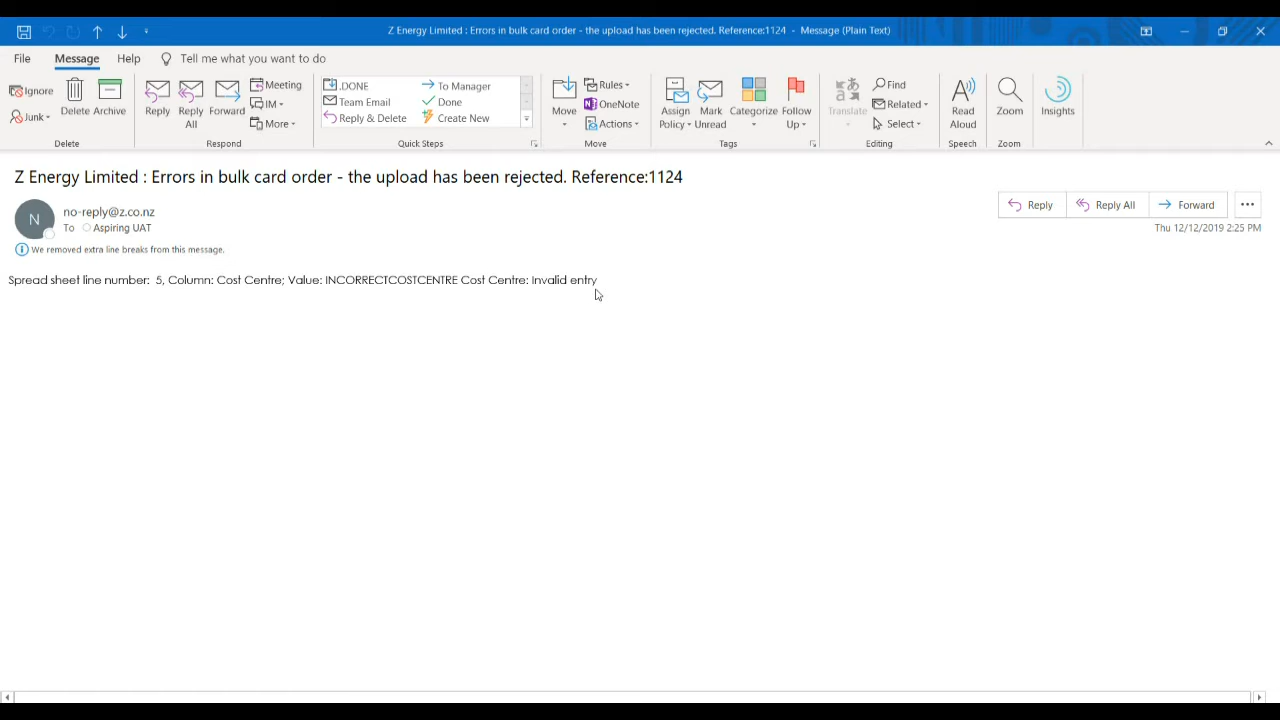 Z Energy Limited : Errors in bulk card order - the upload has been rejected. Reference:1124 - Message (Plain Text)
File Message Help Tell me what you want to do
Ignore
Junk
Delete
Archive
Delete
Reply
Reply All
Forward
Meeting
IM
More
Respond
.DONE
To Manager
Team Email
Done
Reply & Delete
Create New
Quick Steps
Move
Rules
OneNote
Actions
Move
Assign Policy
Mark Unread
Categorize
Follow Up
Tags
Translate
Find
Related
Select
Editing
Read Aloud
Speech
Zoom
Zoom
Insights
Z Energy Limited : Errors in bulk card order - the upload has been rejected. Reference:1124
N
no-reply@z.co.nz
To Aspiring UAT
Reply Reply All Forward
Thu 12/12/2019 2:25 PM
We removed extra line breaks from this message.
Spread sheet line number: 5, Column: Cost Centre; Value: INCORRECTCOSTCENTRE Cost Centre: Invalid entry